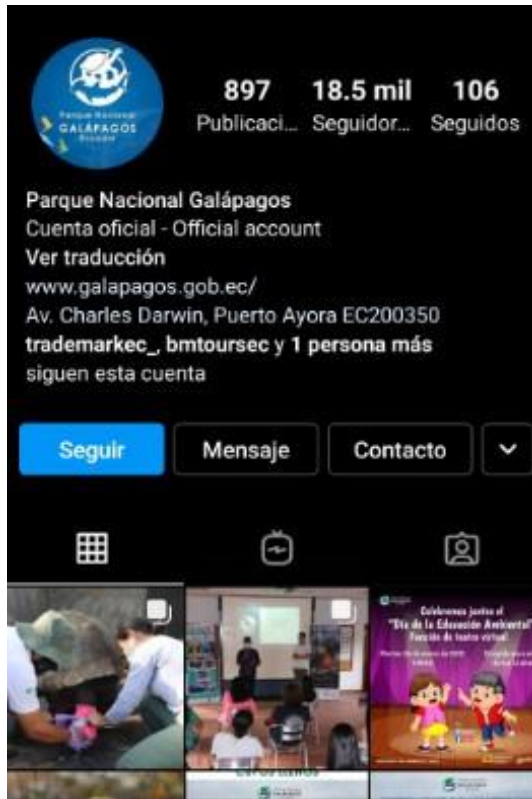 Parque Nacional
GALÁPAGOS
Ecuador
897 18.5 mil 106
Publicaci... Seguidor... Seguidos
Parque Nacional Galápagos
Cuenta oficial - Official account
Ver traducción
www.galapagos.gob.ec/
Av. Charles Darwin, Puerto Ayora EC200350
trademarkec_, bmtoursec y 1 persona más
siguen esta cuenta
Seguir Mensaje Contacto
Celebremos juntos el
"Día de la Educación Ambiental"
Función de teatro virtual